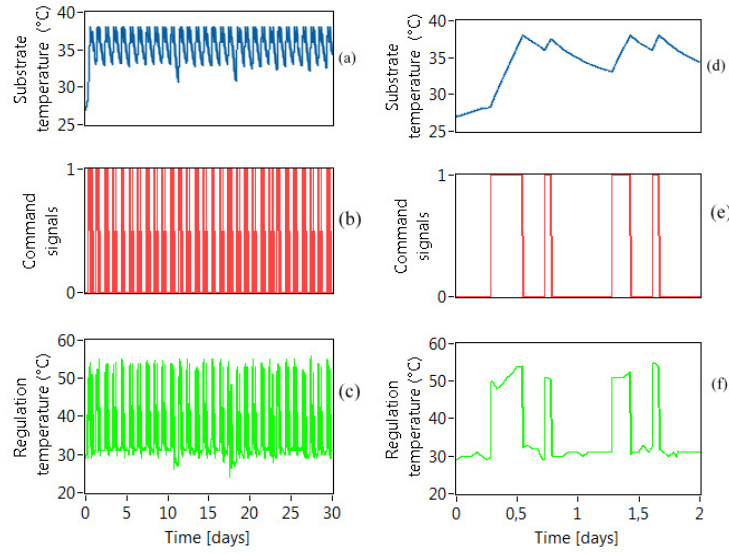 Substrate
temperature (°C)
40
35
30
25
(a)
Substrate
temperature (°C)
40
35
30
25
(d)
Command
signals
1
0
(b)
Command
signals
1
0
(e)
Regulation
temperature (°C)
60
50
40
30
20
(c)
0 5 10 15 20 25 30
Time [days]
Regulation
temperature (°C)
60
50
40
30
20
(f)
0 0,5 1 1,5 2
Time [days]